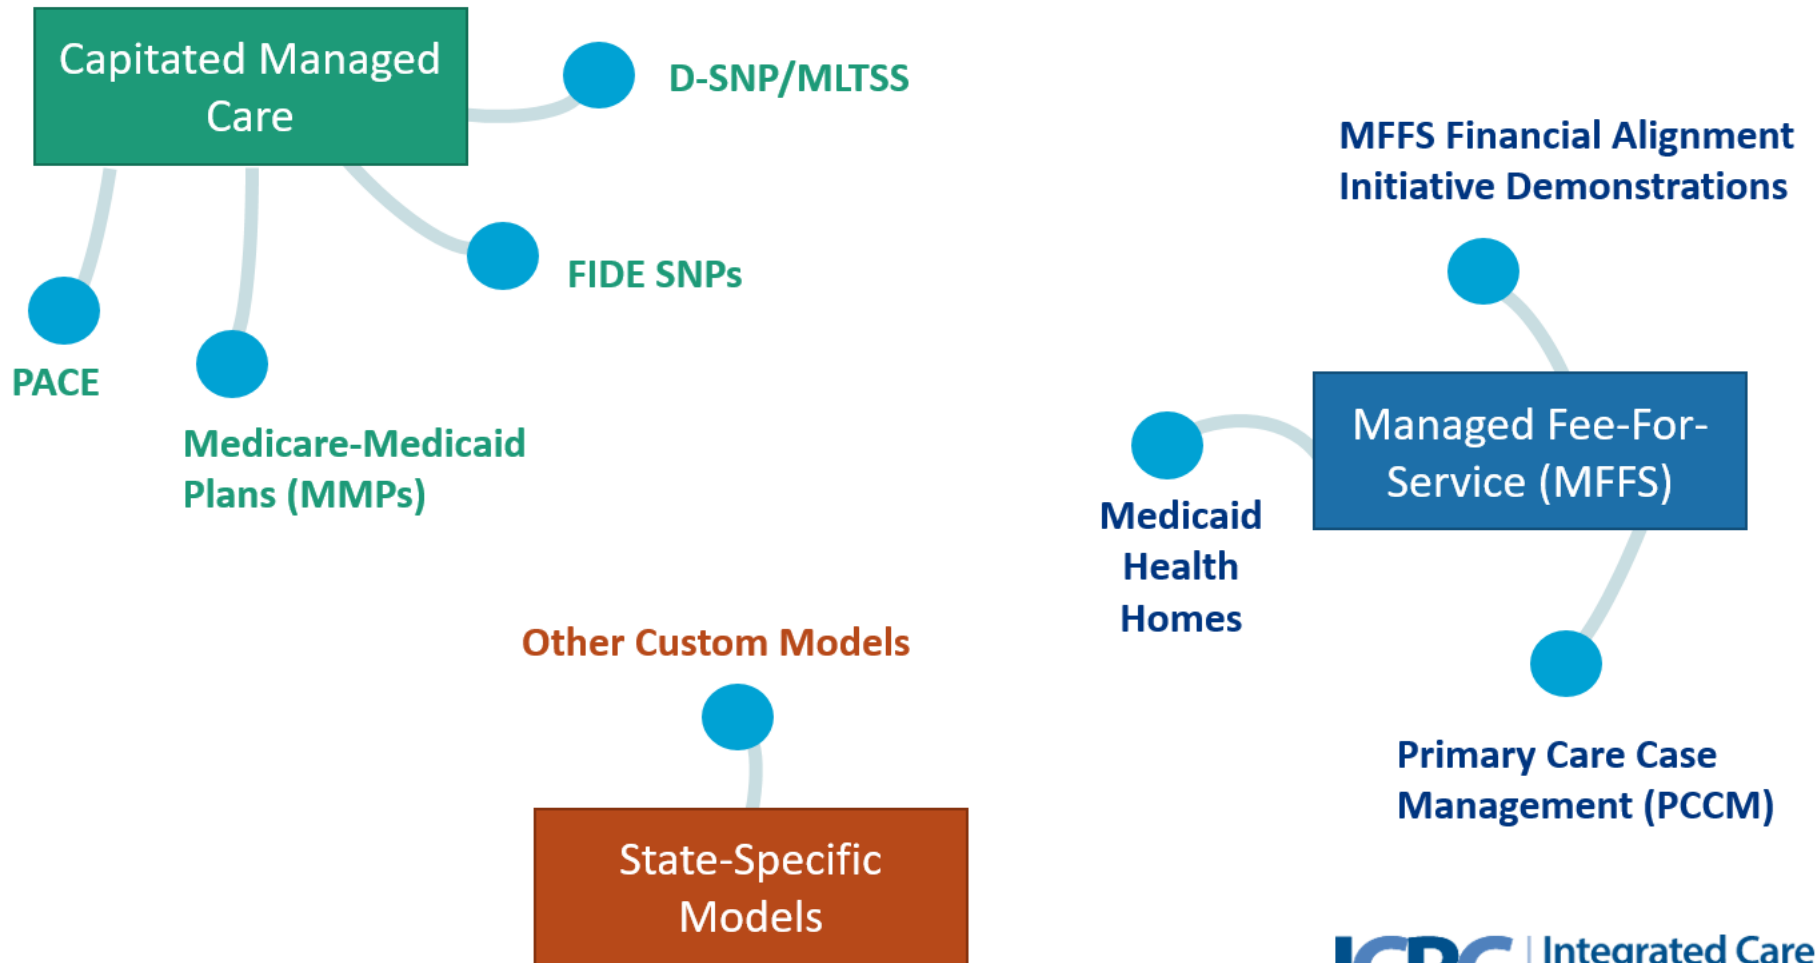 Capitated Managed
Care
D-SNP/MLTSS
FIDE SNPs
PACE
Medicare-Medicaid
Plans (MMPs)
MFFS Financial Alignment
Initiative Demonstrations
Managed Fee-For-
Service (MFFS)
Medicaid
Health
Homes
Primary Care Case
Management (PCCM)
Other Custom Models
State-Specific
Models
ICRC
Integrated Care